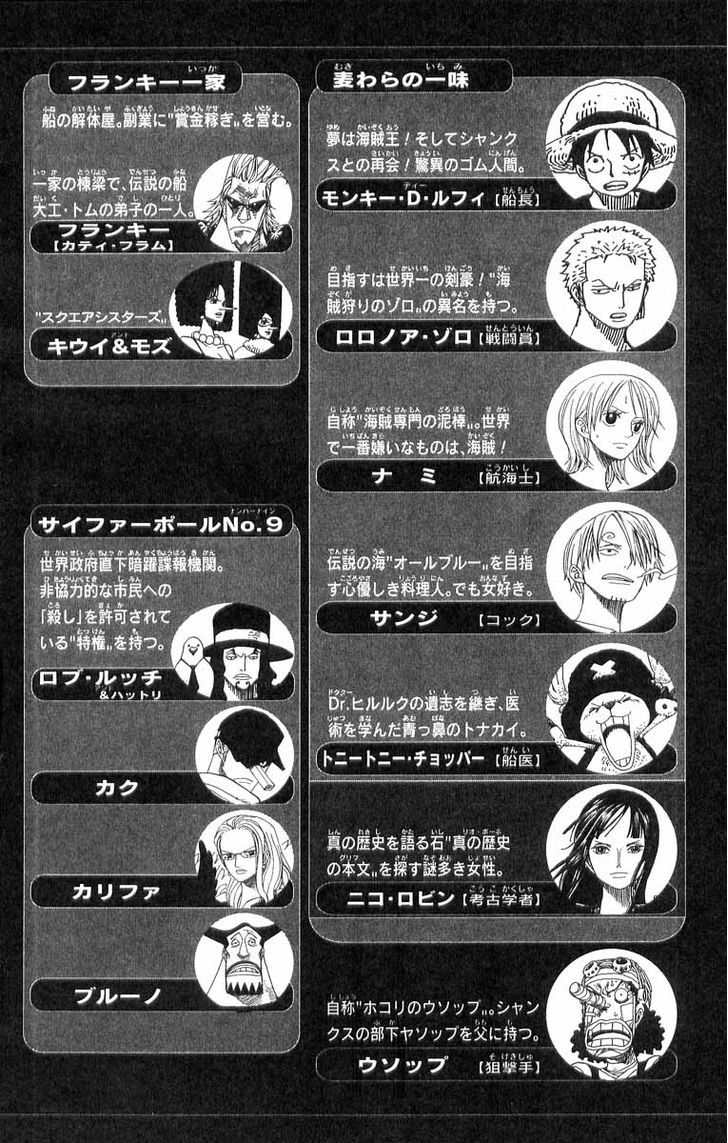 麦わらの一味
夢は海賊王!そしてシャンク
スとの再会!驚異のゴム人間。
モンキー・D・ルフィ【船長】
目指すは世界一の剣豪!"海
賊狩りのゾロ"の異名を持つ。
ロロノア・ゾロ【戦闘員】
自称"海賊専門の泥棒"。世界
で一番嫌いなものは、海賊!
ナミ【航海士】
伝説の海"オールブルー"を目指
す心優しき料理人。でも女好き。
サンジ【コック】
Dr.ヒルルクの遺志を継ぎ、医
術を学んだ青っ鼻のトナカイ。
トニートニー・チョッパー【船医】
真の歴史を語る石"真の歴史
の本文"を探す謎多き女性。
ニコ・ロビン【考古学者】
自称"ホコリのウソップ"。シャン
クスの部下ヤソップを父に持つ。
ウソップ【狙撃手】
フランキー一家
船の解体屋。副業に"賞金稼ぎ"を営む。
一家の棟梁で、伝説の船
大工・トムの弟子の一人。
フランキー
【カティ・フラム】
"スクエアシスターズ"
キウイ&モズ
サイファーポールNo.9
世界政府直下暗躍諜報機関。
非協力的な市民への
「殺し」を許可されて
いる"特権"を持つ。
ロブ・ルッチ
&ハットリ
カク
カリファ
ブルーノ